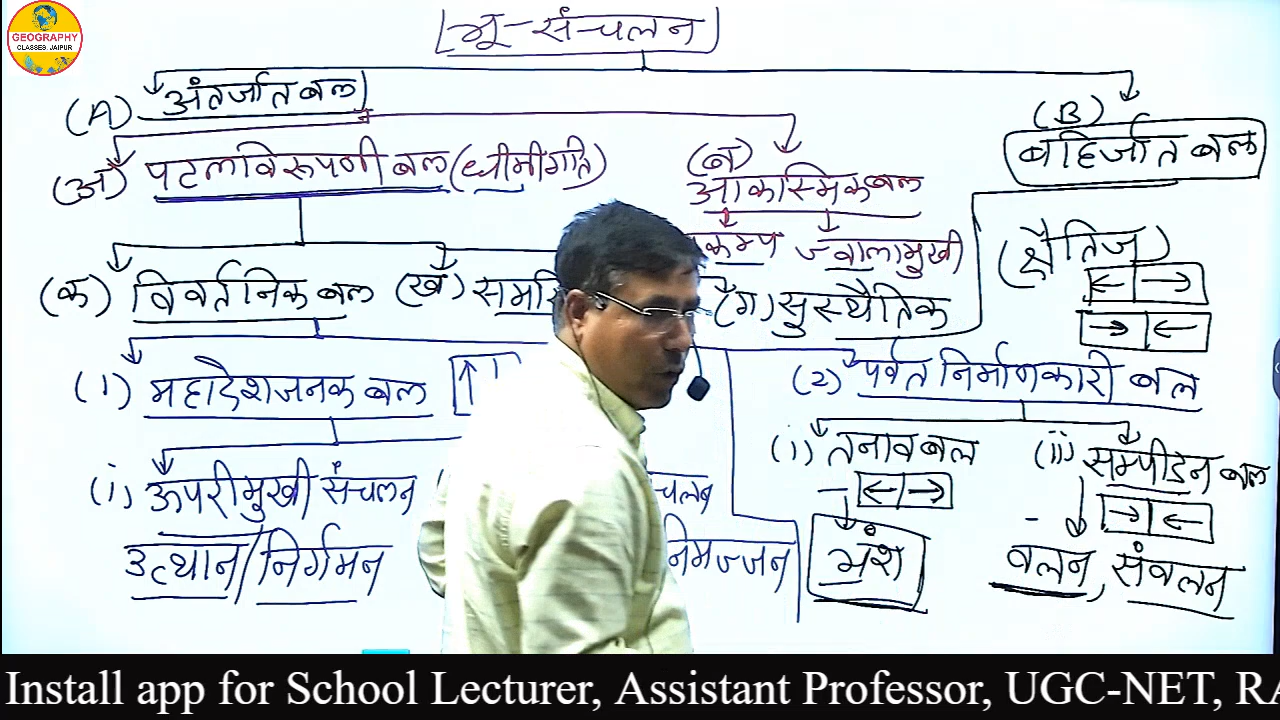 GEOGRAPHY
CLASSES, JAIPUR
भू-संचलन
(A) अंतर्जात बल
(B)
बहिर्जात बल
(अ) पटलविरूपणी बल (धीमीगति)
(ब)
आकस्मिक बल
कम्प ज्वालामुखी
(क्षैतिज)
(क) विवर्तनिक बल (ख) सम (ग) सुस्थैतिक
(1) महादेशजनक बल (2) पर्वत निर्माणकारी बल
(i) तनाव बल (ii) सम्पीडन बल
(i) ऊपरीमुखी संचलन चलन
उत्थान/निर्गमन निमज्जन भ्रंश वलन, संवलन
Install app for School Lecturer, Assistant Professor, UGC-NET, RA